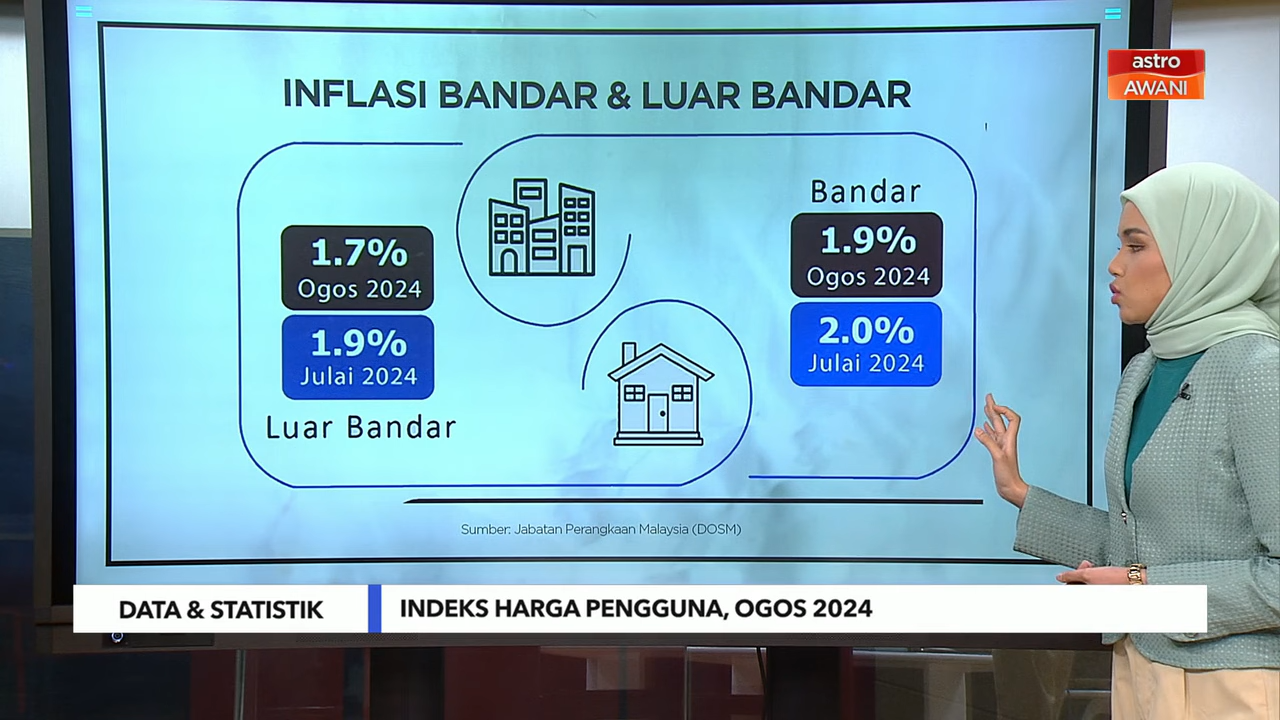 astro
AWANI
INFLASI BANDAR & LUAR BANDAR
1.7%
Ogos 2024
1.9%
Julai 2024
Luar Bandar
Bandar
1.9%
Ogos 2024
2.0%
Julai 2024
Sumber: Jabatan Perangkaan Malaysia (DOSM)
DATA & STATISTIK
INDEKS HARGA PENGGUNA, OGOS 2024